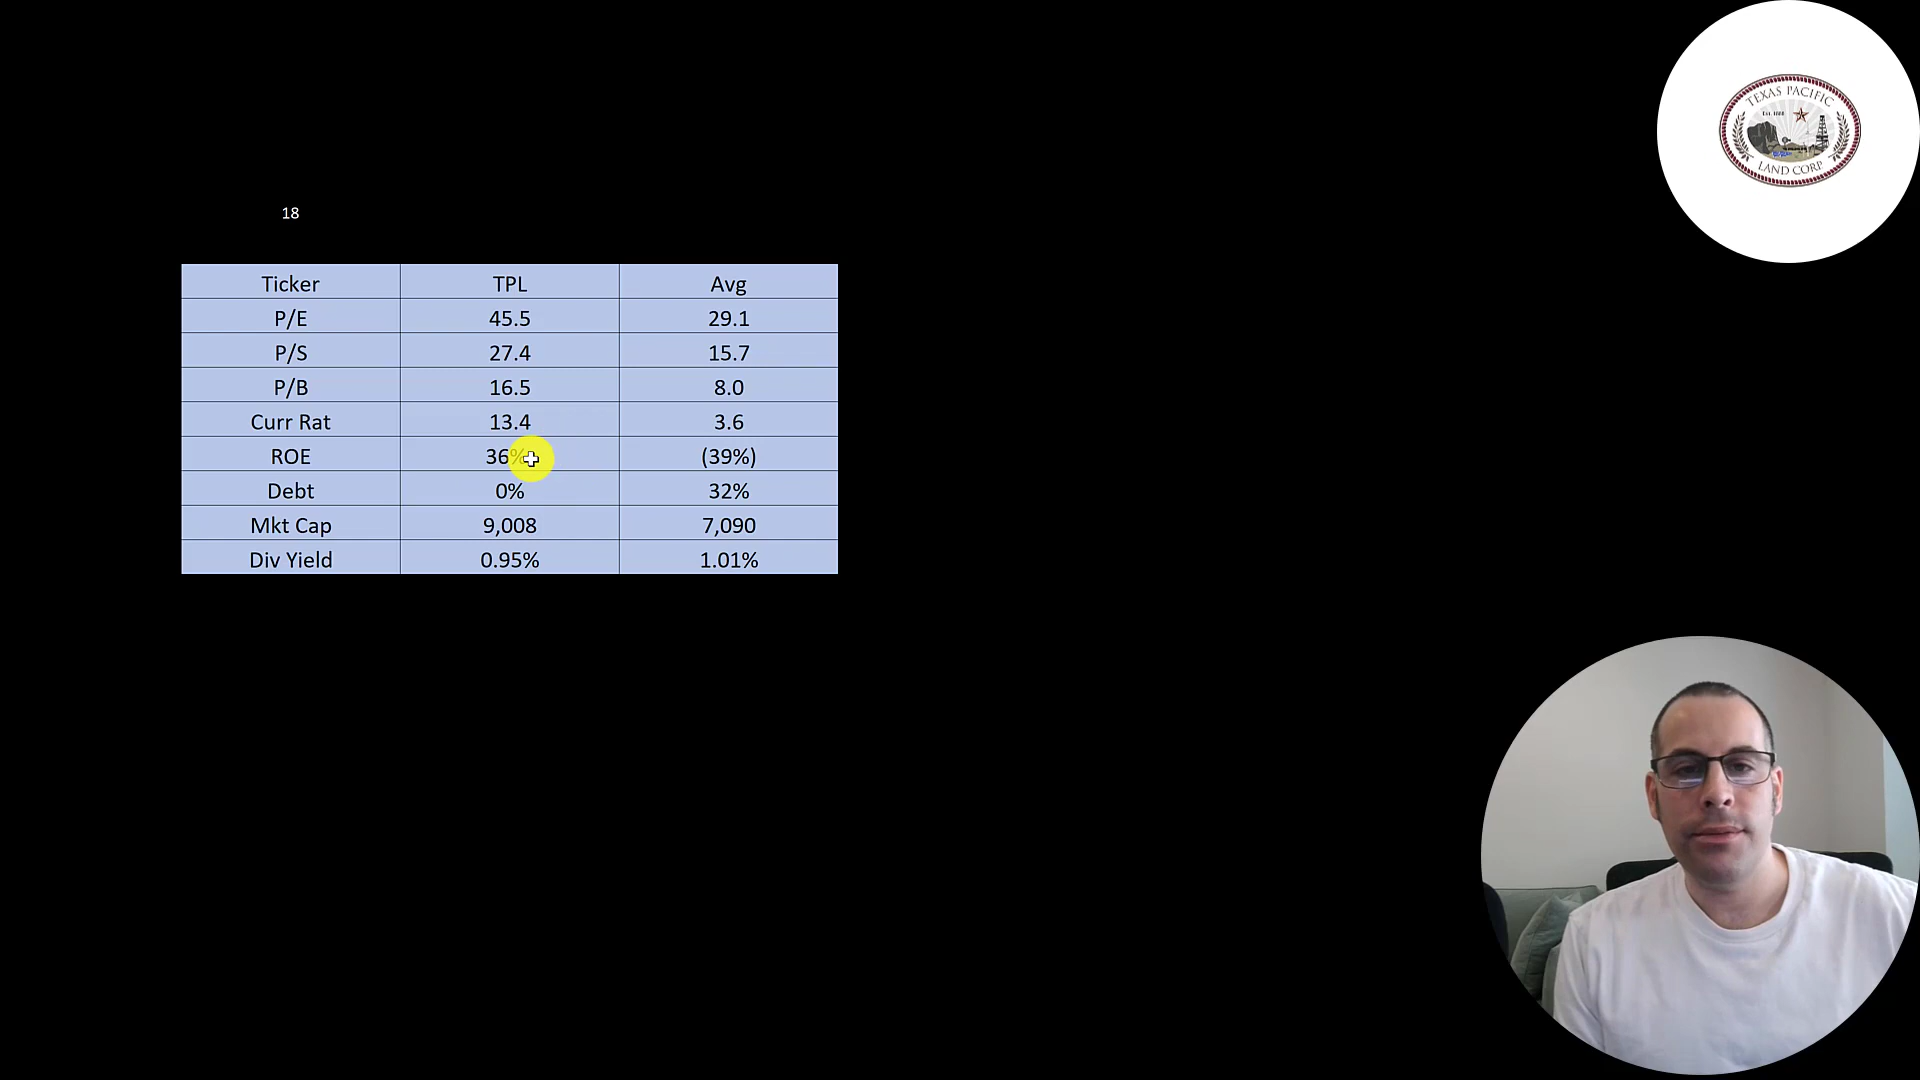 TEXAS PACIFIC
Est. 1888
LAND CORP
18
Ticker TPL Avg
P/E 45.5 29.1
P/S 27.4 15.7
P/B 16.5 8.0
Curr Rat 13.4 3.6
ROE 36% (39%)
Debt 0% 32%
Mkt Cap 9,008 7,090
Div Yield 0.95% 1.01%